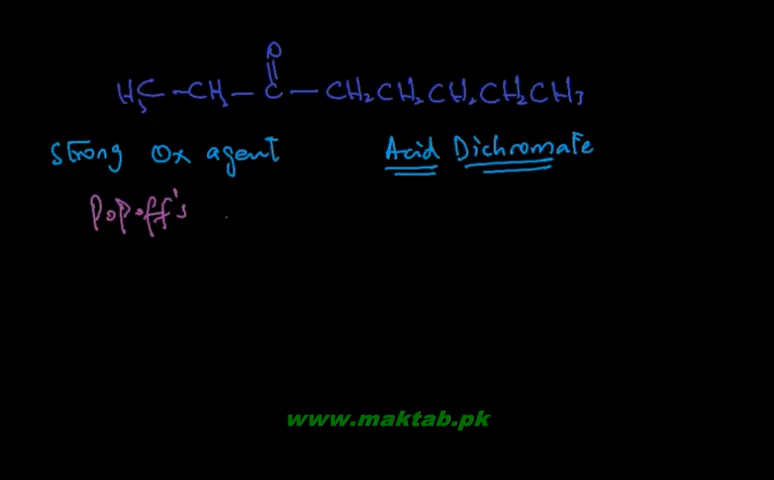 O
H3C-CH2-C-CH2CH2CH2CH2CH3
Strong Ox agent Acid Dichromate
Popoff's
www.maktab.pk